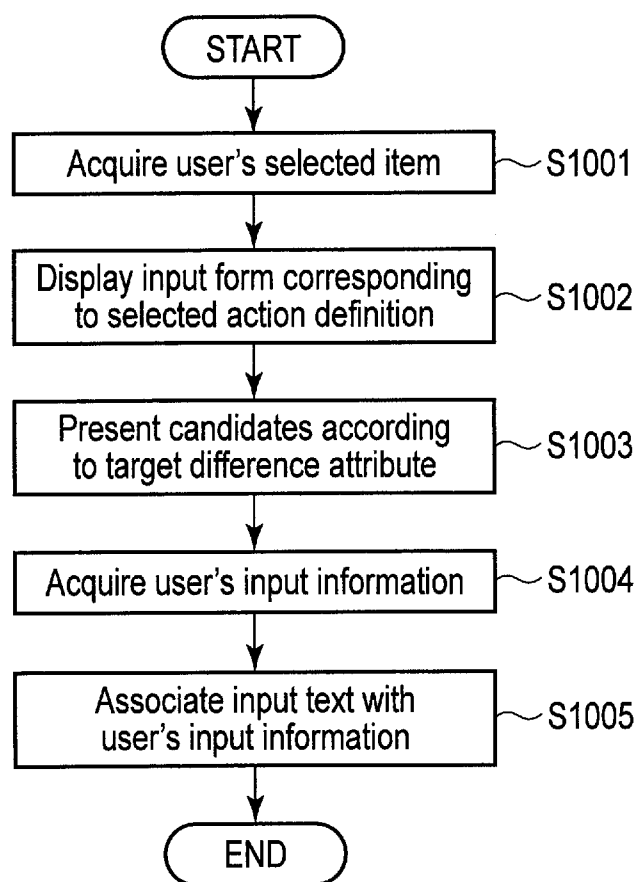 START
Acquire user's selected item
S1001
Display input form corresponding
to selected action definition
S1002
Present candidates according
to target difference attribute
S1003
Acquire user's input information
S1004
Associate input text with
user's input information
S1005
END